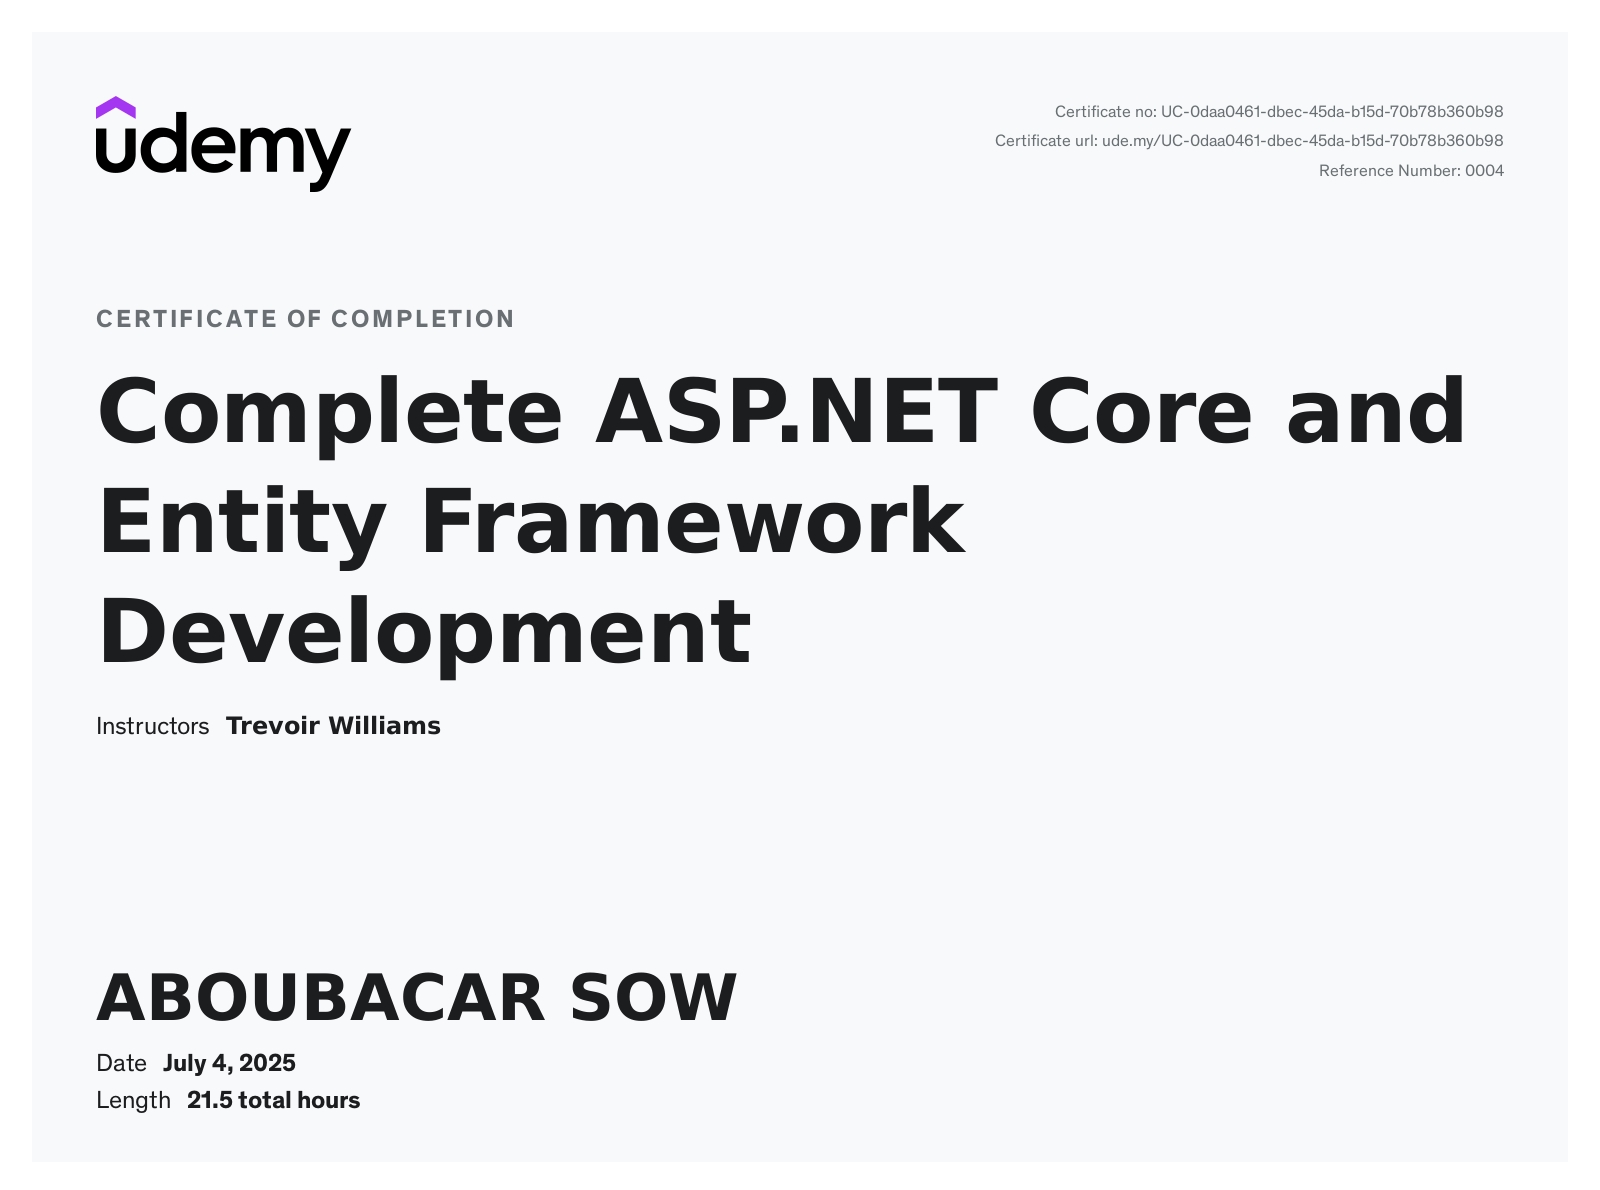 udemy
Certificate no: UC-0daa0461-dbec-45da-b15d-70b78b360b98
Certificate url: ude.my/UC-0daa0461-dbec-45da-b15d-70b78b360b98
Reference Number: 0004
CERTIFICATE OF COMPLETION
Complete ASP.NET Core and
Entity Framework
Development
Instructors Trevoir Williams
ABOUBACAR SOW
Date July 4, 2025
Length 21.5 total hours